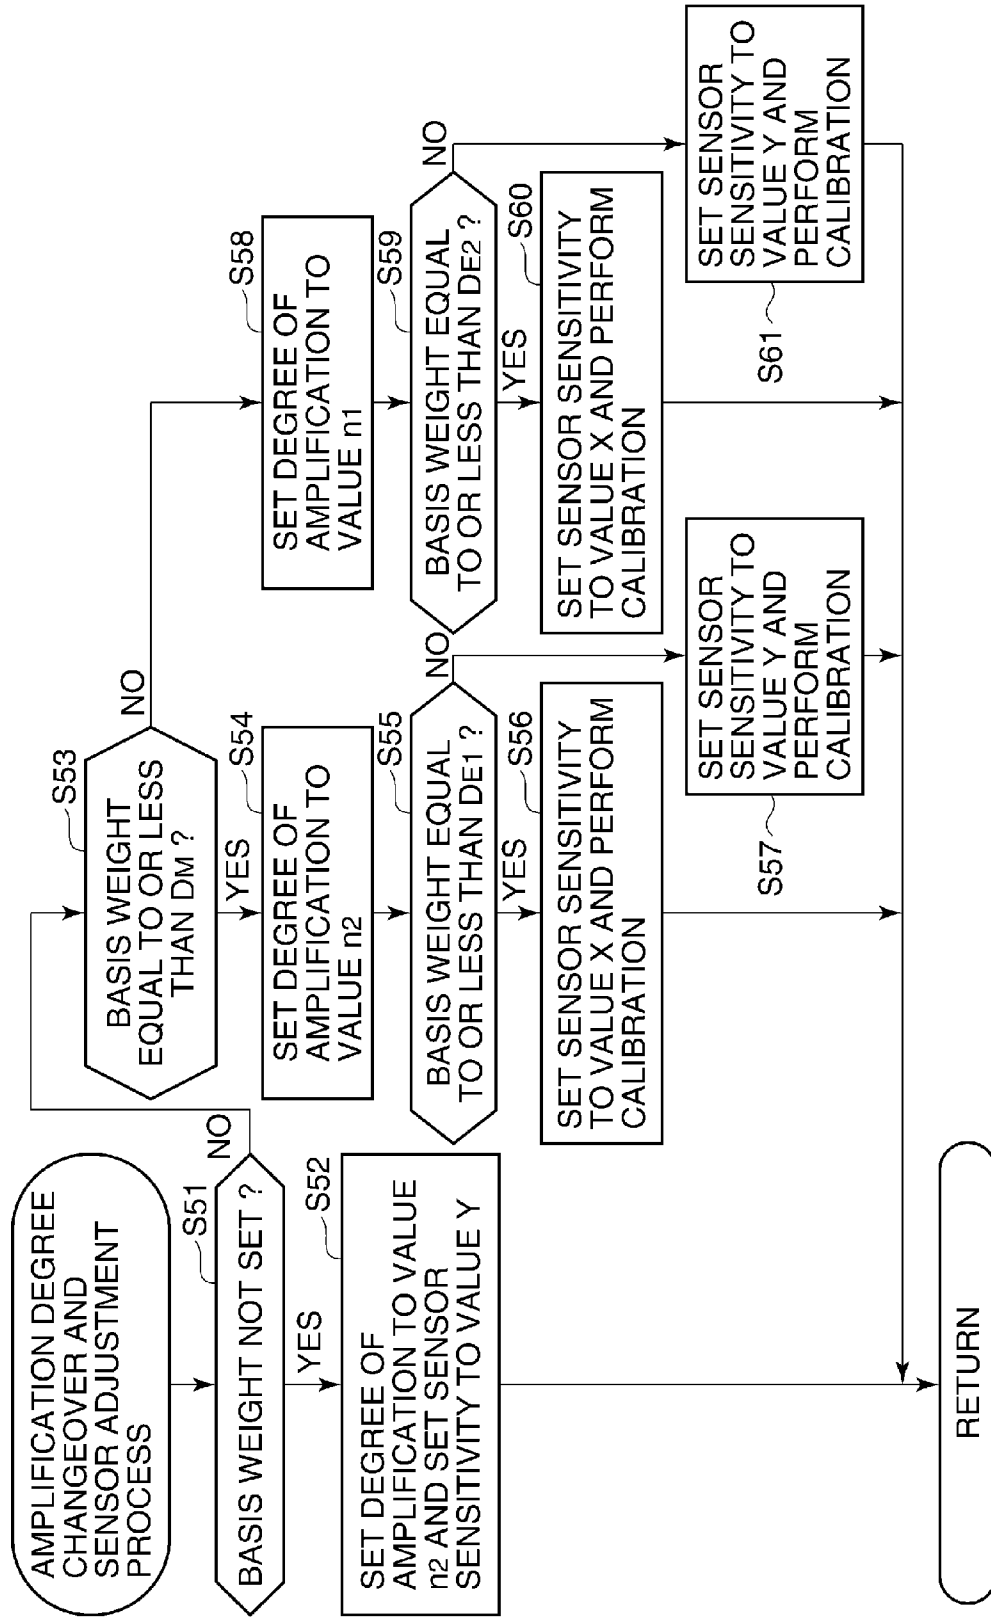 AMPLIFICATION DEGREE
CHANGEOVER AND
SENSOR ADJUSTMENT
PROCESS
S51
BASIS WEIGHT NOT SET ?
NO
YES
S52
SET DEGREE OF
AMPLIFICATION TO VALUE
n2 AND SET SENSOR
SENSITIVITY TO VALUE Y
S53
BASIS WEIGHT
EQUAL TO OR LESS
THAN DM ?
NO
YES
S54
SET DEGREE OF
AMPLIFICATION TO
VALUE n2
S55
BASIS WEIGHT EQUAL
TO OR LESS THAN DE1 ?
NO
YES
S56
SET SENSOR SENSITIVITY
TO VALUE X AND PERFORM
CALIBRATION
S57
SET SENSOR
SENSITIVITY TO
VALUE Y AND
PERFORM
CALIBRATION
S58
SET DEGREE OF
AMPLIFICATION TO
VALUE n1
S59
BASIS WEIGHT EQUAL
TO OR LESS THAN DE2 ?
NO
YES
S60
SET SENSOR SENSITIVITY
TO VALUE X AND PERFORM
CALIBRATION
S61
SET SENSOR
SENSITIVITY TO
VALUE Y AND
PERFORM
CALIBRATION
RETURN